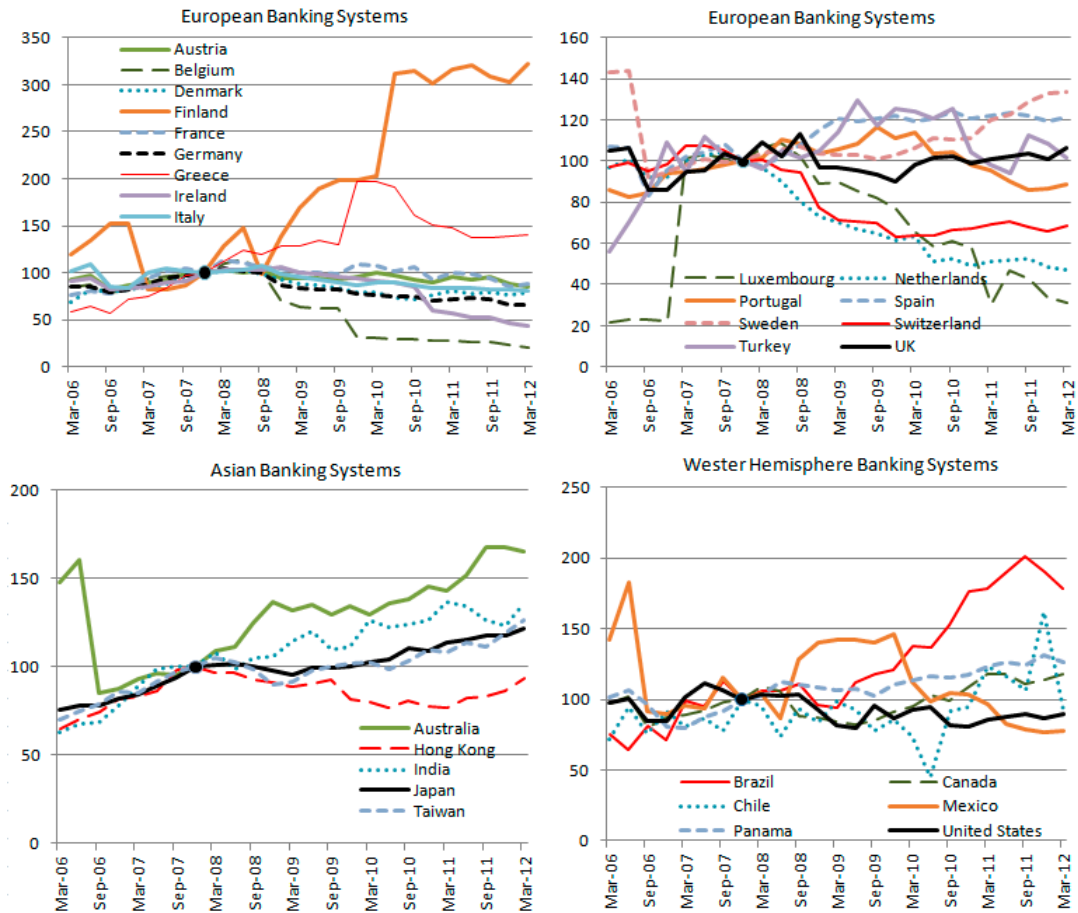 European Banking Systems
350
300
250
200
150
100
50
0
Austria
Belgium
Denmark
Finland
France
Germany
Greece
Ireland
Italy
Mar-06
Sep-06
Mar-07
Sep-07
Mar-08
Sep-08
Mar-09
Sep-09
Mar-10
Sep-10
Mar-11
Sep-11
Mar-12
European Banking Systems
160
140
120
100
80
60
40
20
0
Luxembourg Netherlands
Portugal Spain
Sweden Switzerland
Turkey UK
Mar-06
Sep-06
Mar-07
Sep-07
Mar-08
Sep-08
Mar-09
Sep-09
Mar-10
Sep-10
Mar-11
Sep-11
Mar-12
Asian Banking Systems
200
150
100
50
0
Australia
Hong Kong
India
Japan
Taiwan
Mar-06
Sep-06
Mar-07
Sep-07
Mar-08
Sep-08
Mar-09
Sep-09
Mar-10
Sep-10
Mar-11
Sep-11
Mar-12
Wester Hemisphere Banking Systems
250
200
150
100
50
0
Brazil Canada
Chile Mexico
Panama United States
Mar-06
Sep-06
Mar-07
Sep-07
Mar-08
Sep-08
Mar-09
Sep-09
Mar-10
Sep-10
Mar-11
Sep-11
Mar-12